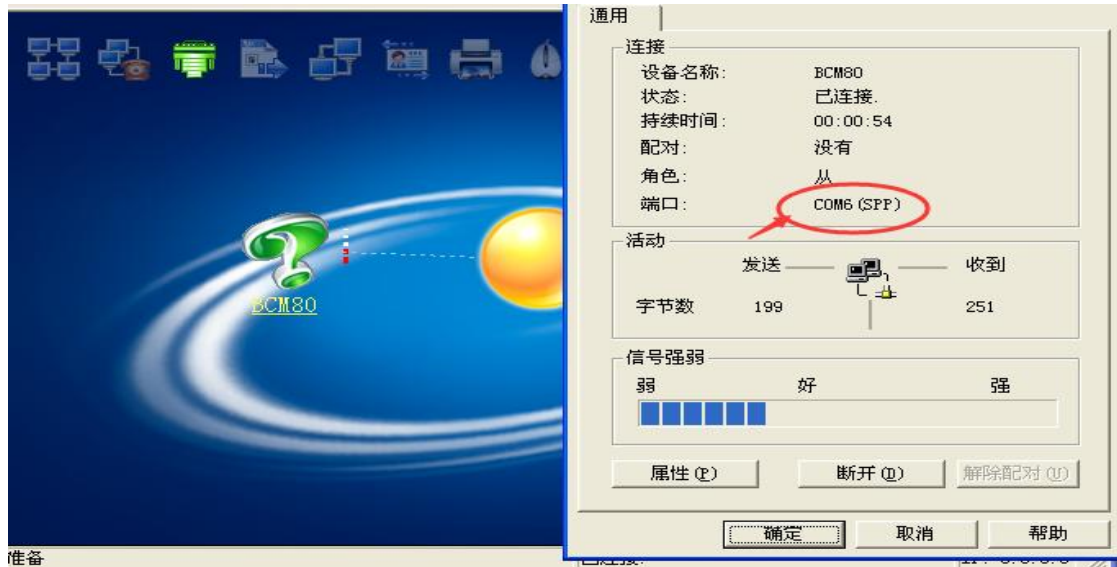 通用
连接
设备名称: BCM80
状态: 已连接.
持续时间: 00:00:54
配对: 没有
角色: 从
端口: COM6(SPP)
活动
发送 收到
字节数 199 251
信号强弱
弱 好 强
属性(P) 断开(D) 解除配对(U)
确定 取消 帮助
BCM80
准备